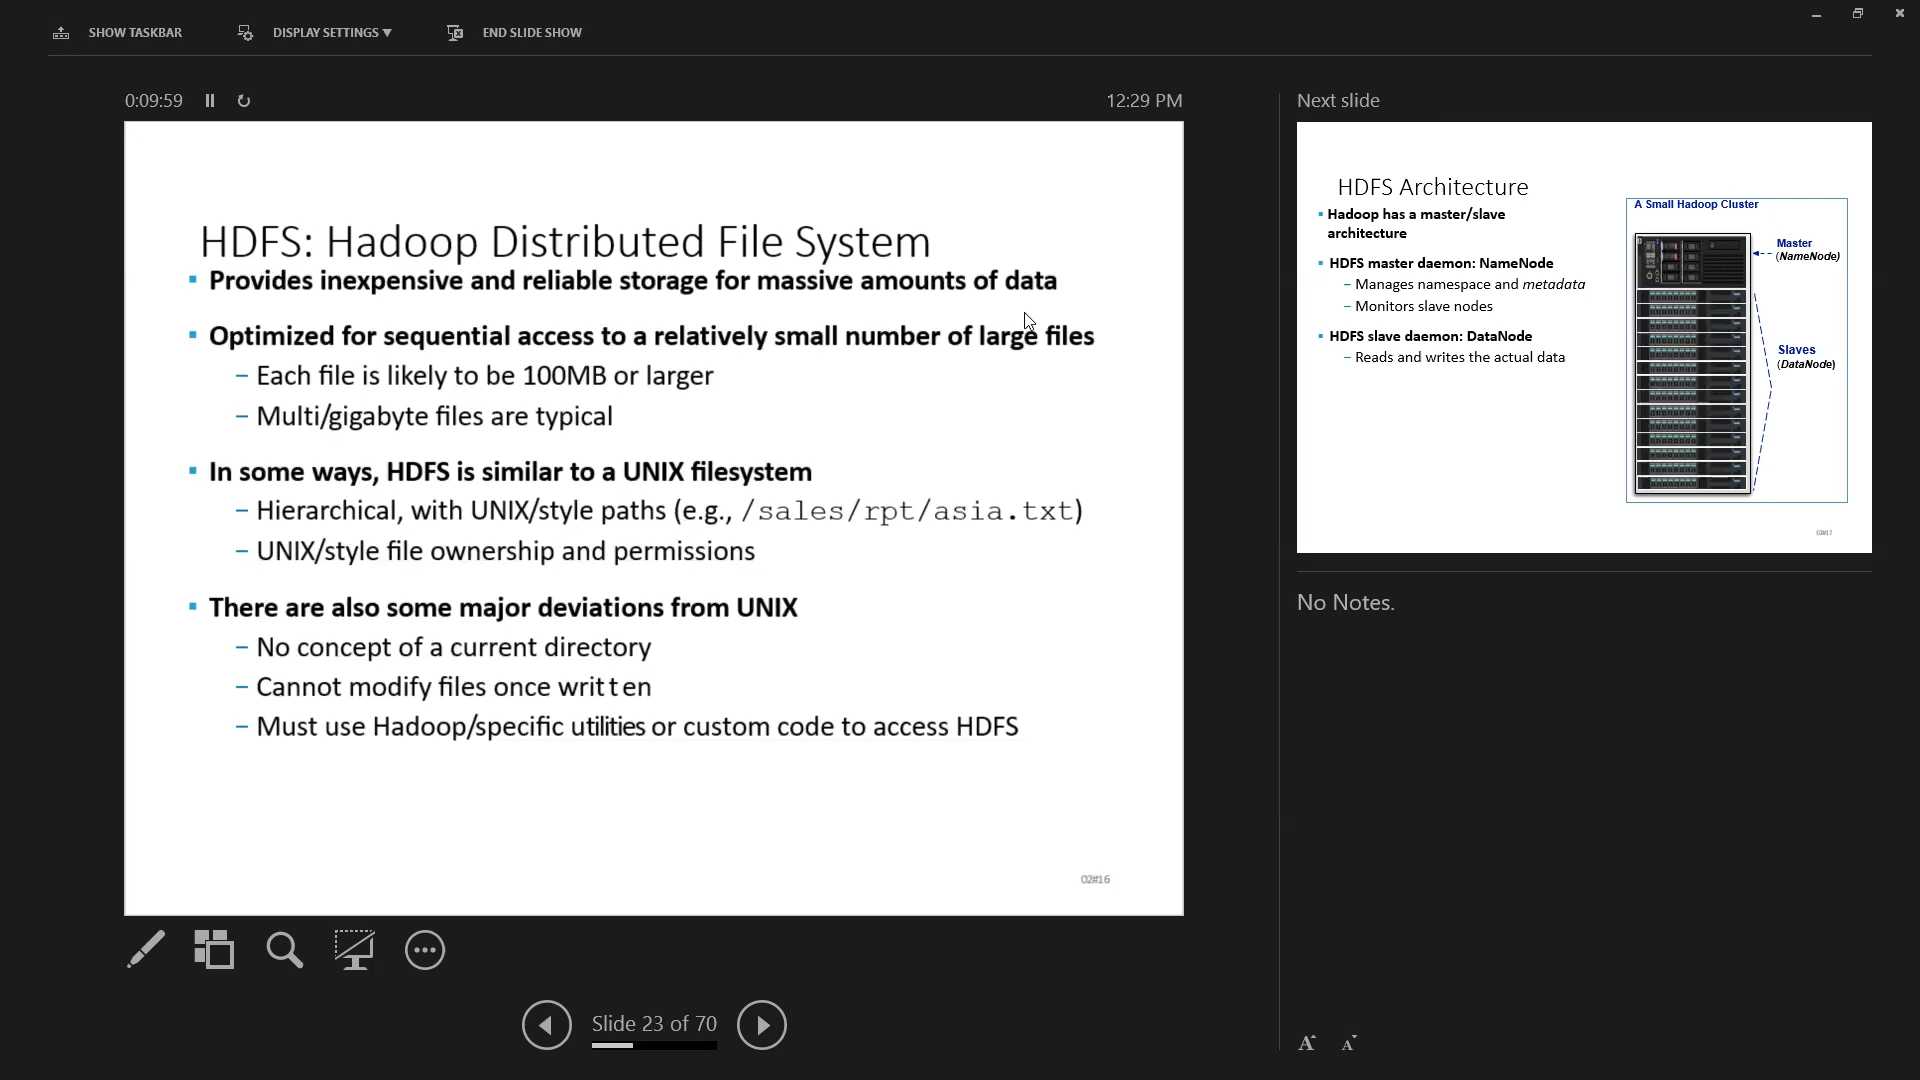 SHOW TASKBAR
DISPLAY SETTINGS ▼
END SLIDE SHOW
0:09:59
12:29 PM
HDFS: Hadoop Distributed File System
▪ Provides inexpensive and reliable storage for massive amounts of data
▪ Optimized for sequential access to a relatively small number of large files
– Each file is likely to be 100MB or larger
– Multi/gigabyte files are typical
▪ In some ways, HDFS is similar to a UNIX filesystem
– Hierarchical, with UNIX/style paths (e.g., /sales/rpt/asia.txt)
– UNIX/style file ownership and permissions
▪ There are also some major deviations from UNIX
– No concept of a current directory
– Cannot modify files once written
– Must use Hadoop/specific utilities or custom code to access HDFS
02#16
Slide 23 of 70
Next slide
HDFS Architecture
▪ Hadoop has a master/slave
architecture
▪ HDFS master daemon: NameNode
– Manages namespace and metadata
– Monitors slave nodes
▪ HDFS slave daemon: DataNode
– Reads and writes the actual data
A Small Hadoop Cluster
Master
(NameNode)
Slaves
(DataNode)
02#17
No Notes.
A A